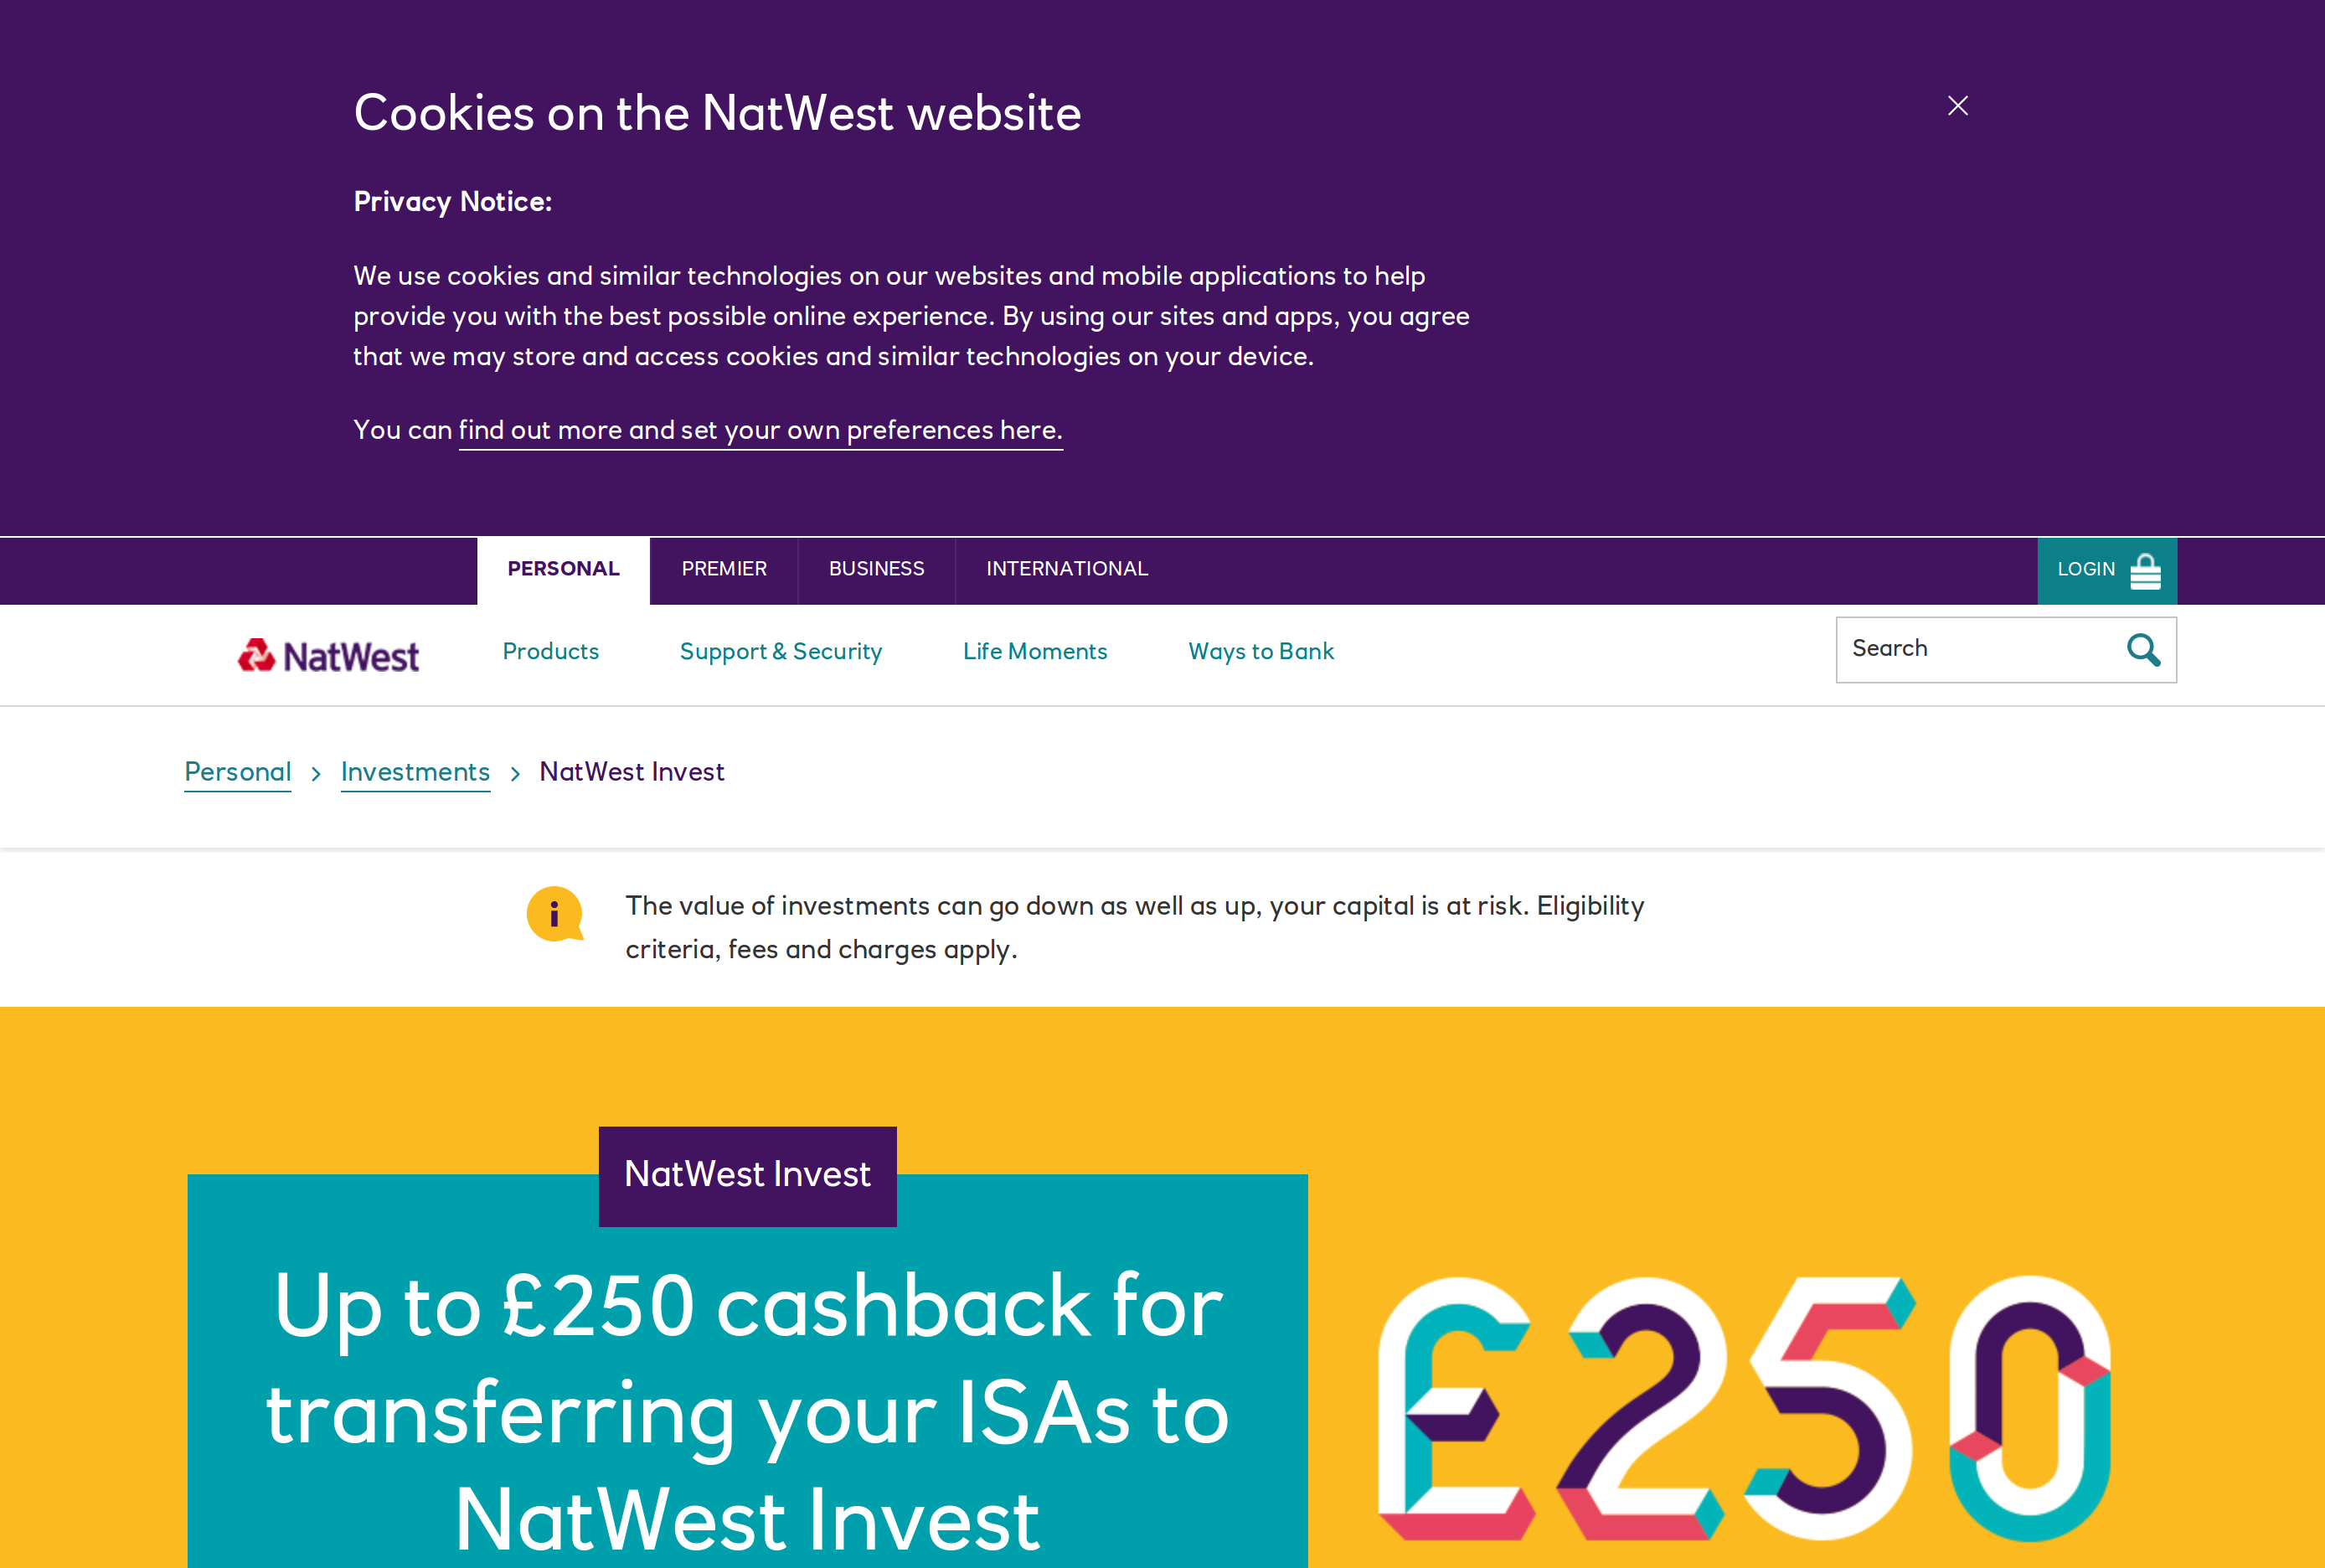 Cookies on the NatWest website
Privacy Notice:
We use cookies and similar technologies on our websites and mobile applications to help
provide you with the best possible online experience. By using our sites and apps, you agree
that we may store and access cookies and similar technologies on your device.
You can find out more and set your own preferences here.
PERSONAL PREMIER BUSINESS INTERNATIONAL LOGIN
NatWest Products Support & Security Life Moments Ways to Bank Search
Personal Investments NatWest Invest
The value of investments can go down as well as up, your capital is at risk. Eligibility
criteria, fees and charges apply.
NatWest Invest
Up to £250 cashback for
transferring your ISAs to
NatWest Invest
£250